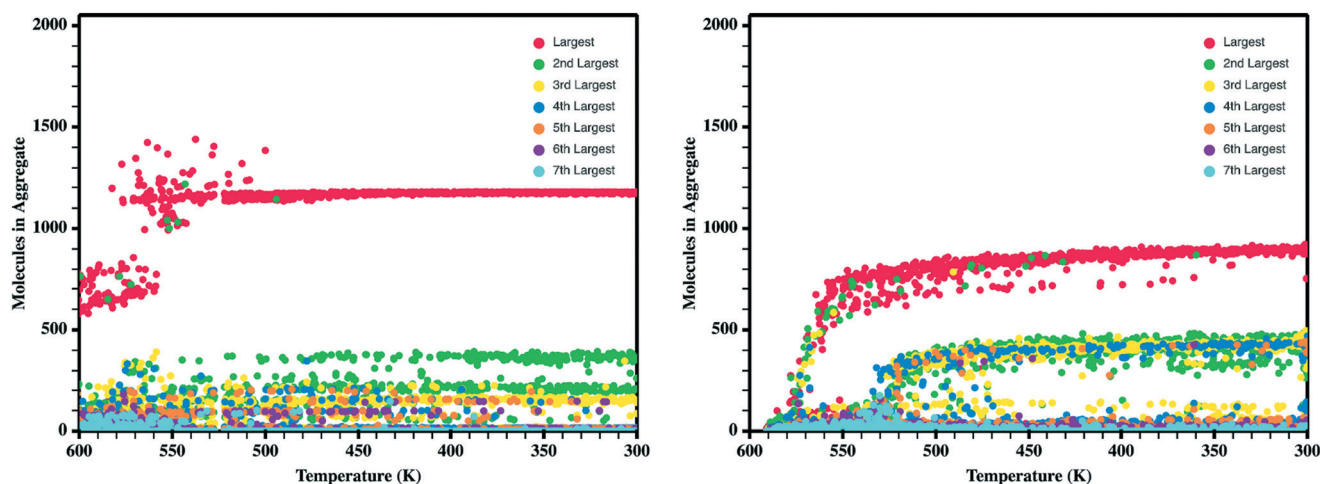 2000
1500
1000
500
0
Molecules in Aggregate
Largest
2nd Largest
3rd Largest
4th Largest
5th Largest
6th Largest
7th Largest
600 550 500 450 400 350 300
Temperature (K)
2000
1500
1000
500
0
Molecules in Aggregate
Largest
2nd Largest
3rd Largest
4th Largest
5th Largest
6th Largest
7th Largest
600 550 500 450 400 350 300
Temperature (K)